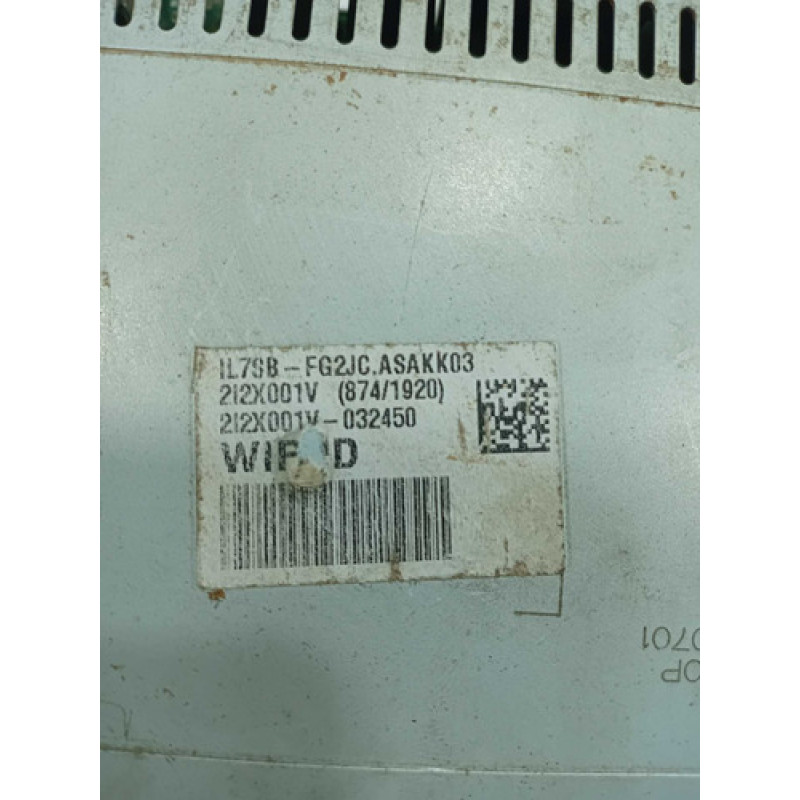 IL7SB-FG2JC.ASAKK03
2I2X001V (874/1920)
2I2X001V-032450
0701